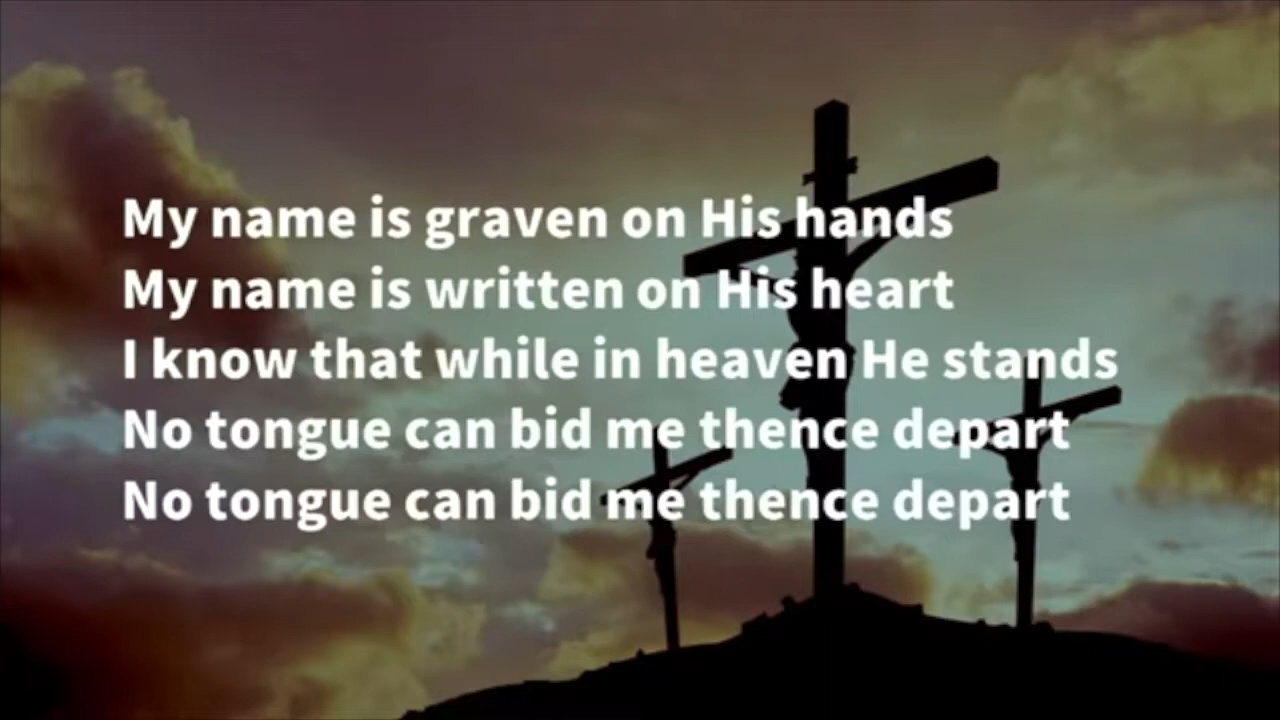 My name is graven on His hands
My name is written on His heart
I know that while in heaven He stands
No tongue can bid me thence depart
No tongue can bid me thence depart